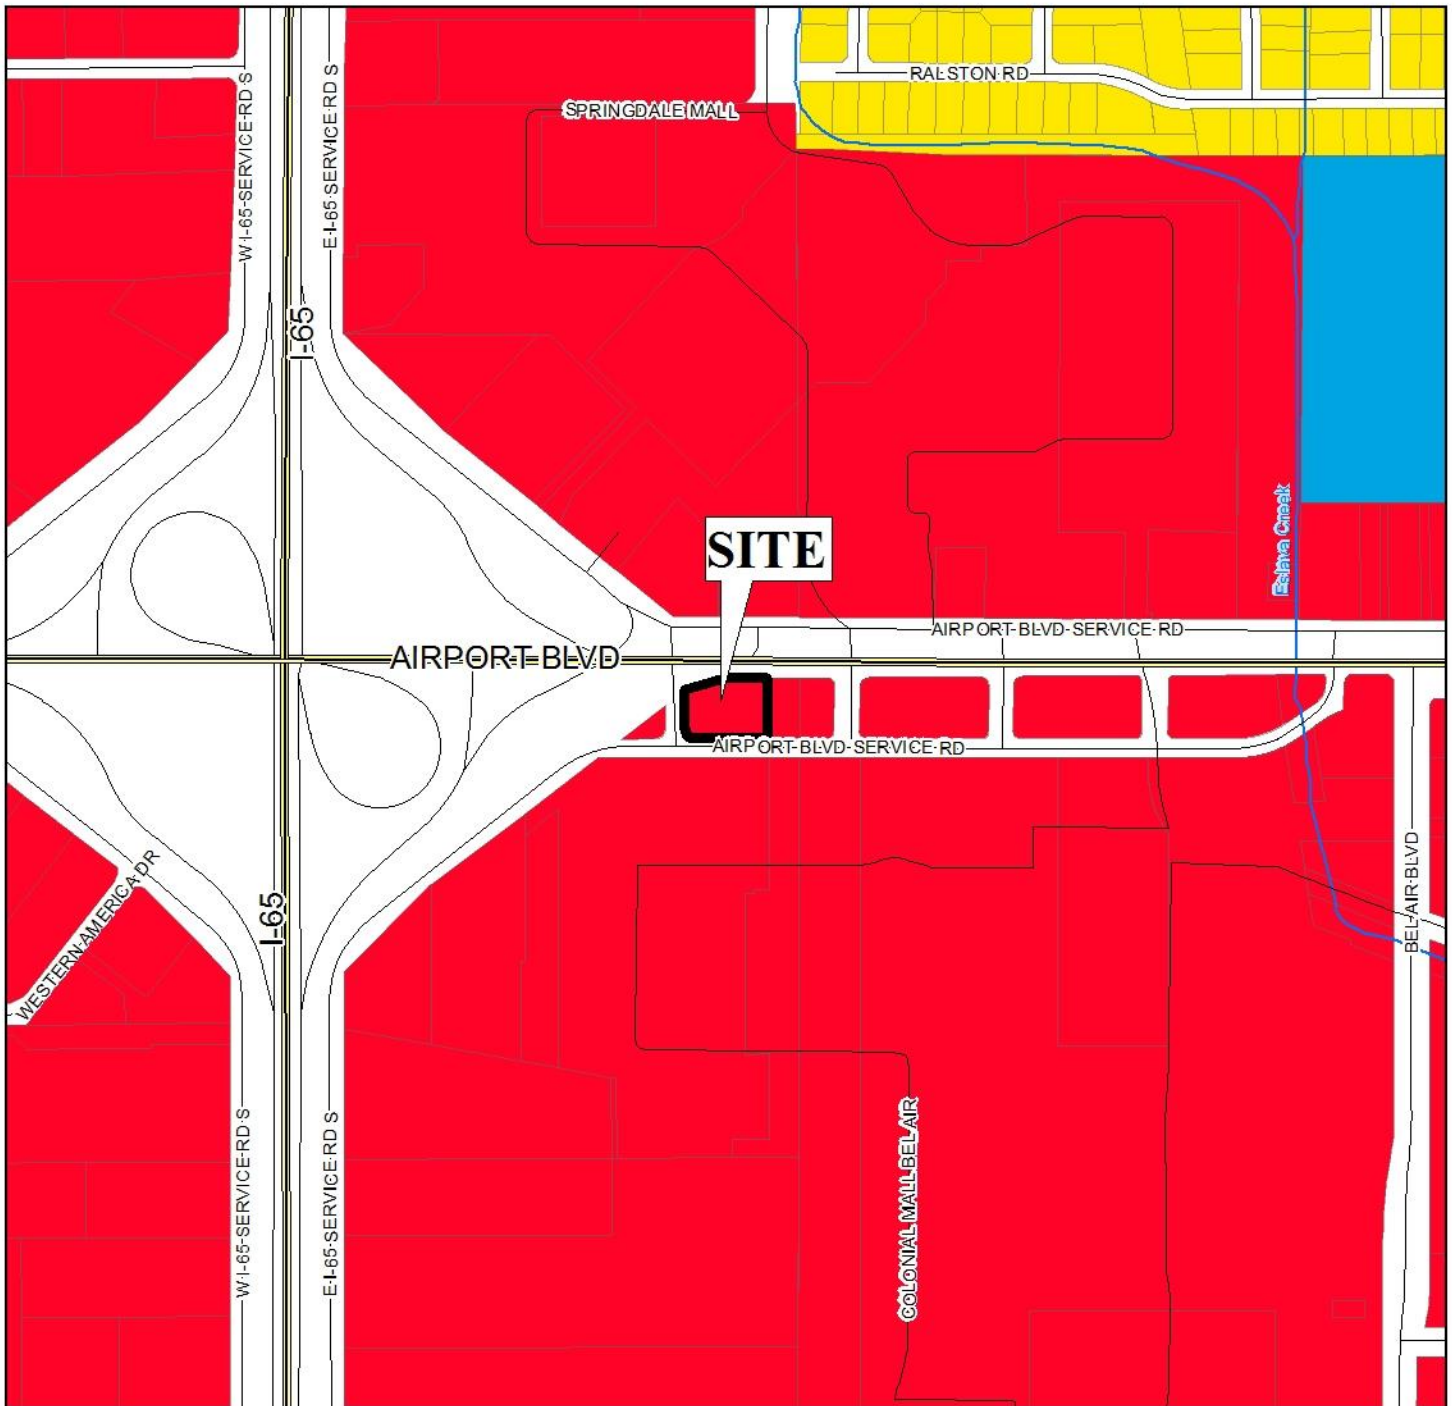 RALSTON RD
SPRINGDALE MALL
W I-65 SERVICE RD S
E I-65 SERVICE RD S
I-65
SITE
Eslava Creek
AIRPORT BLVD SERVICE RD
AIRPORT BLVD
AIRPORT BLVD SERVICE RD
WESTERN AMERICA DR
I-65
BEL AIR BLVD
W I-65 SERVICE RD S
E I-65 SERVICE RD S
COLONIAL MALL BEL AIR